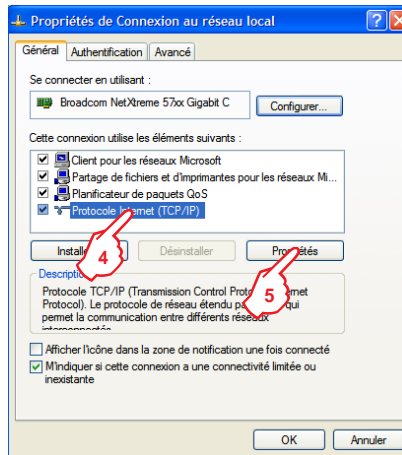 Propriétés de Connexion au réseau local
Général Authentification Avancé
Se connecter en utilisant :
Broadcom NetXtreme 57xx Gigabit C Configurer...
Cette connexion utilise les éléments suivants :
Client pour les réseaux Microsoft
Partage de fichiers et d'imprimantes pour les réseaux Mi...
Planificateur de paquets QoS
Protocole Internet (TCP/IP)
Désinstaller Propriétés
4
5
Description
Protocole TCP/IP (Transmission Control
Protocol). Le protocole de réseau étendu qui
permet la communication entre différents réseaux
Afficher l'icône dans la zone de notification une fois connecté
M'indiquer si cette connexion a une connectivité limitée ou
inexistante
OK Annuler